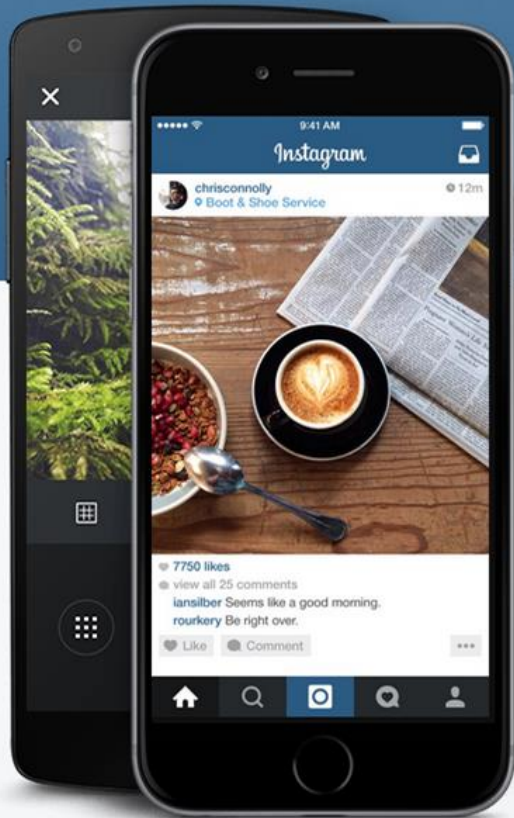 9:41 AM
Instagram
chrisconnolly
12m
Boot & Shoe Service
7750 likes
view all 25 comments
iansilber Seems like a good morning.
rourkery Be right over.
Like
Comment